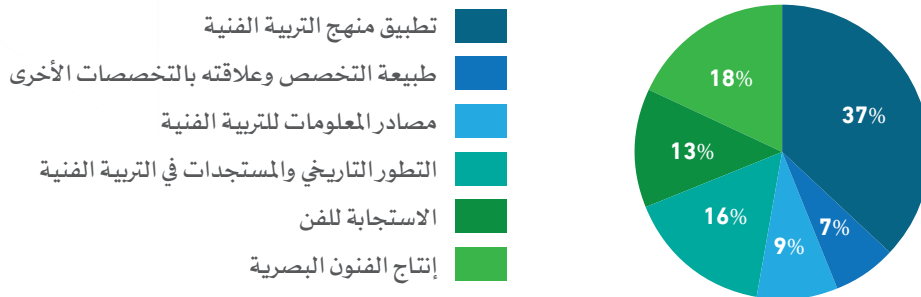 تطبيق منهج التربية الفنية
طبيعة التخصص وعلاقته بالتخصصات الأخرى
مصادر المعلومات للتربية الفنية
التطور التاريخي والمستجدات في التربية الفنية
الاستجابة للفن
إنتاج الفنون البصرية
37%
7%
9%
16%
13%
18%